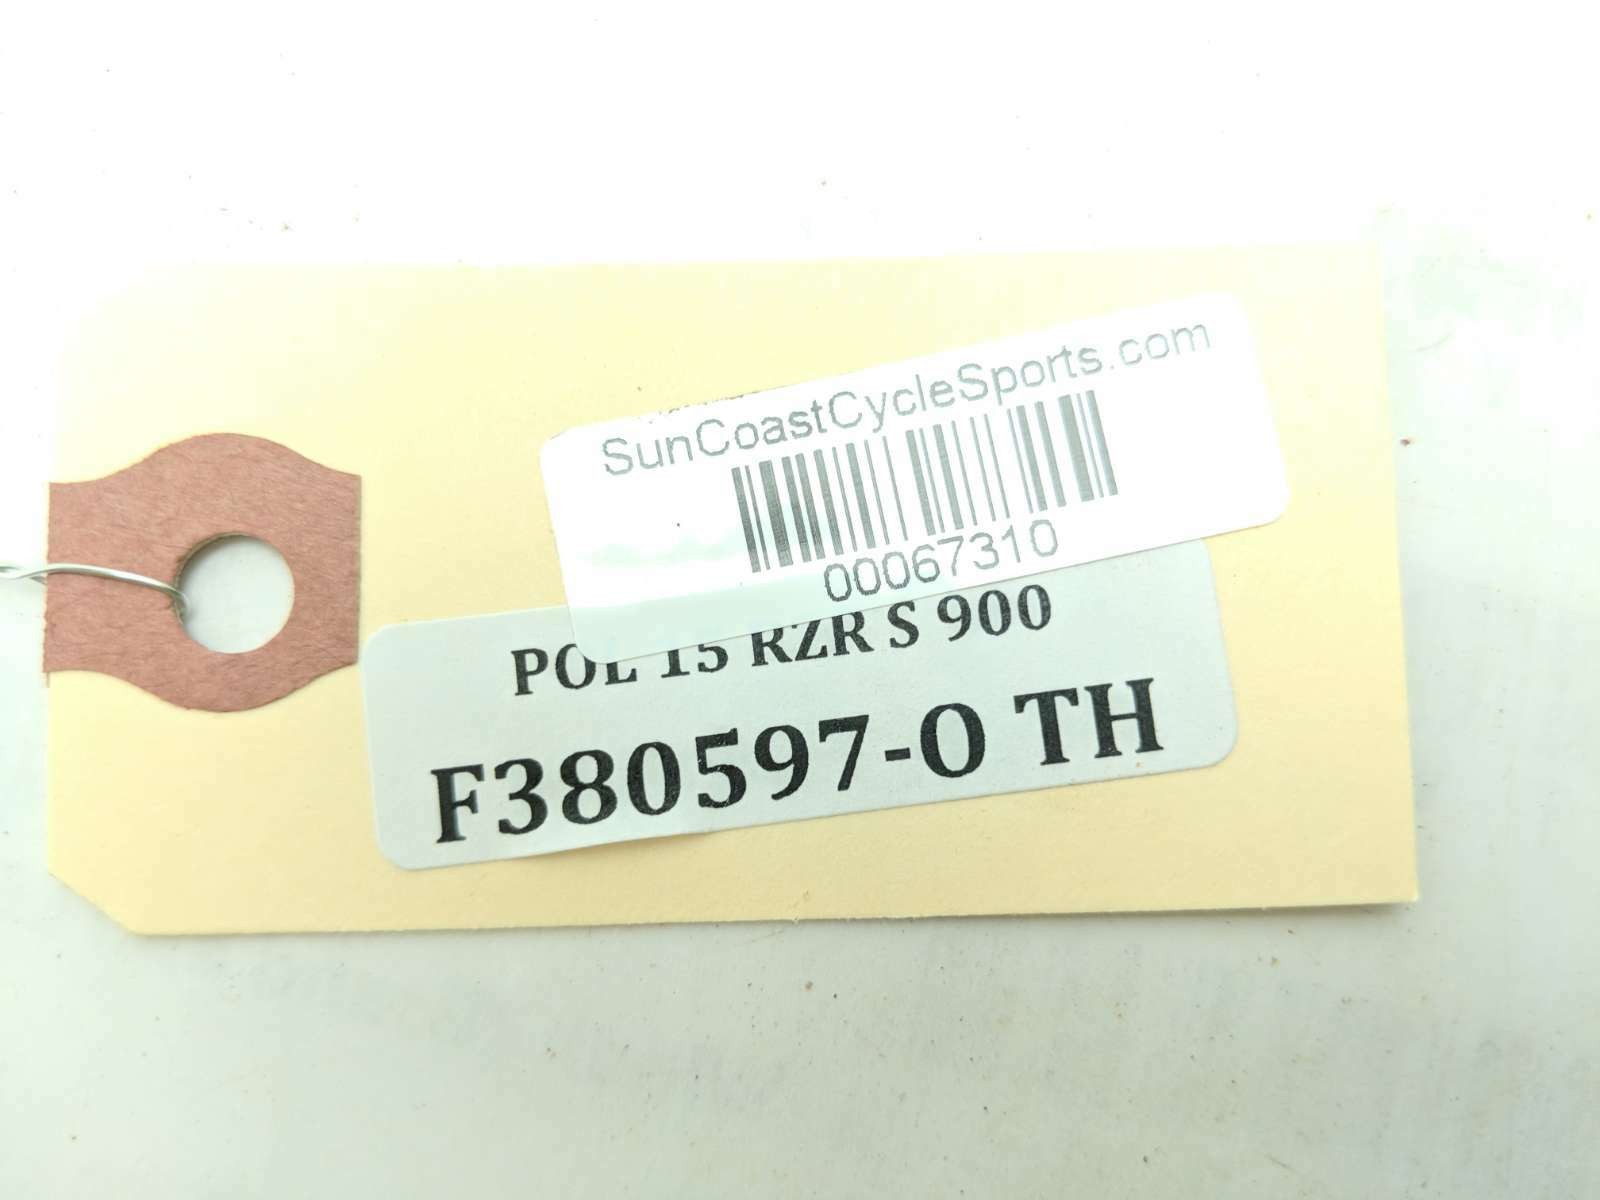 SunCoastCycleSports.com
00067310
POL 15 RZR S 900
F380597-O TH